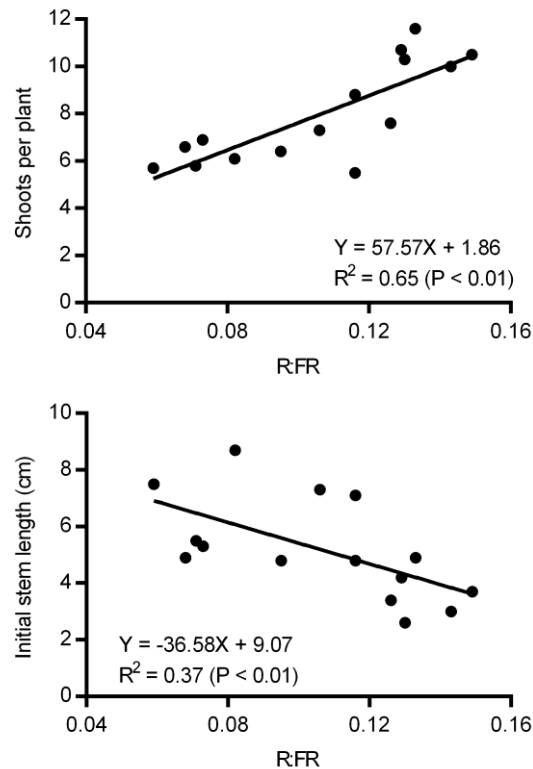 12
10
8
6
4
2
0
Shoots per plant
Y = 57.57X + 1.86
R² = 0.65 (P < 0.01)
0.04 0.08 0.12 0.16
R:FR
10
8
6
4
2
0
Initial stem length (cm)
Y = -36.58X + 9.07
R² = 0.37 (P < 0.01)
0.04 0.08 0.12 0.16
R:FR